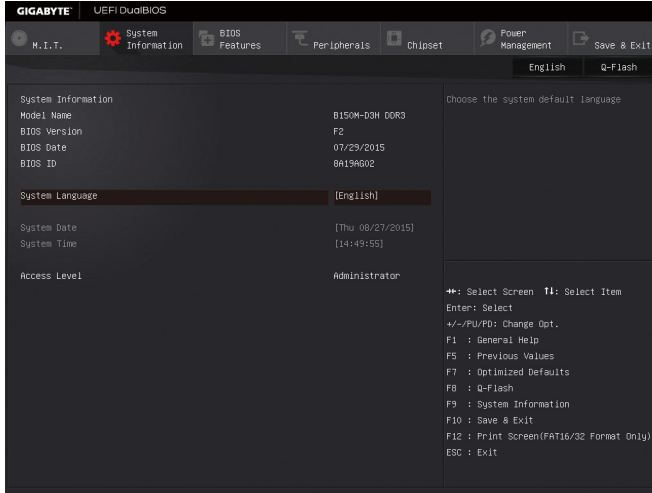 GIGABYTE™ UEFI DualBIOS
M.I.T. System Information BIOS Features Peripherals Chipset Power Management Save & Exit
English Q-Flash
System Information
Model Name B150M-D3H DDR3
BIOS Version F2
BIOS Date 07/29/2015
BIOS ID 8A19AG02
System Language [English]
System Date [Thu 08/27/2015]
System Time [14:49:55]
Access Level Administrator
Choose the system default language
→←: Select Screen ↑↓: Select Item
Enter: Select
+/-/PU/PD: Change Opt.
F1 : General Help
F5 : Previous Values
F7 : Optimized Defaults
F8 : Q-Flash
F9 : System Information
F10 : Save & Exit
F12 : Print Screen(FAT16/32 Format Only)
ESC : Exit